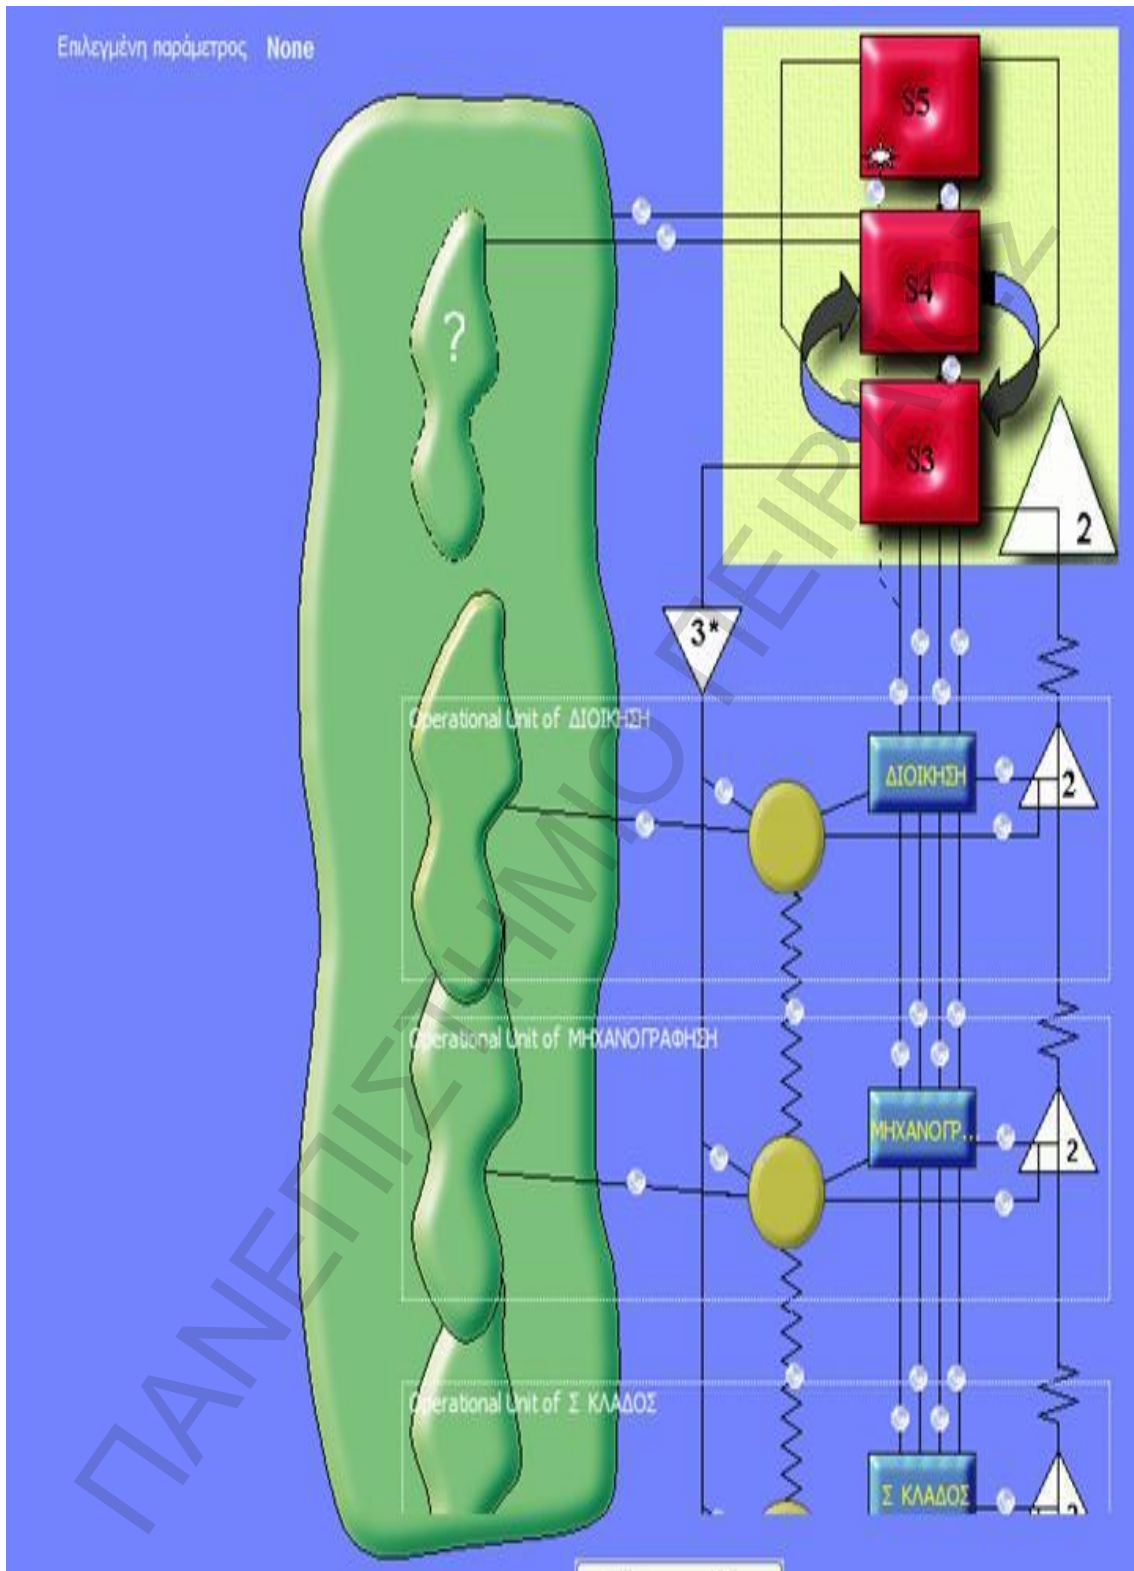 Επιλεγμένη παράμετρος None
S5
S4
?
S3
2
3*
Operational Unit of ΔΙΟΙΚΗΣΗ
ΔΙΟΙΚΗΣΗ
2
Operational Unit of ΜΗΧΑΝΟΓΡΑΦΗΣΗ
ΜΗΧΑΝΟΓΡ..
2
Operational Unit of Σ ΚΛΑΔΟΣ
Σ ΚΛΑΔΟΣ
2
ΠΑΝΕΠΙΣΤΗΜΙΟ ΠΕΙΡΑΙΩΣ